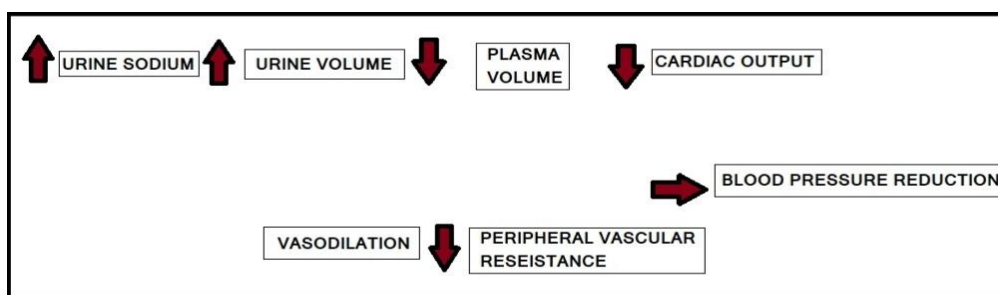 URINE SODIUM
URINE VOLUME
PLASMA
VOLUME
CARDIAC OUTPUT
BLOOD PRESSURE REDUCTION
VASODILATION
PERIPHERAL VASCULAR
RESEISTANCE